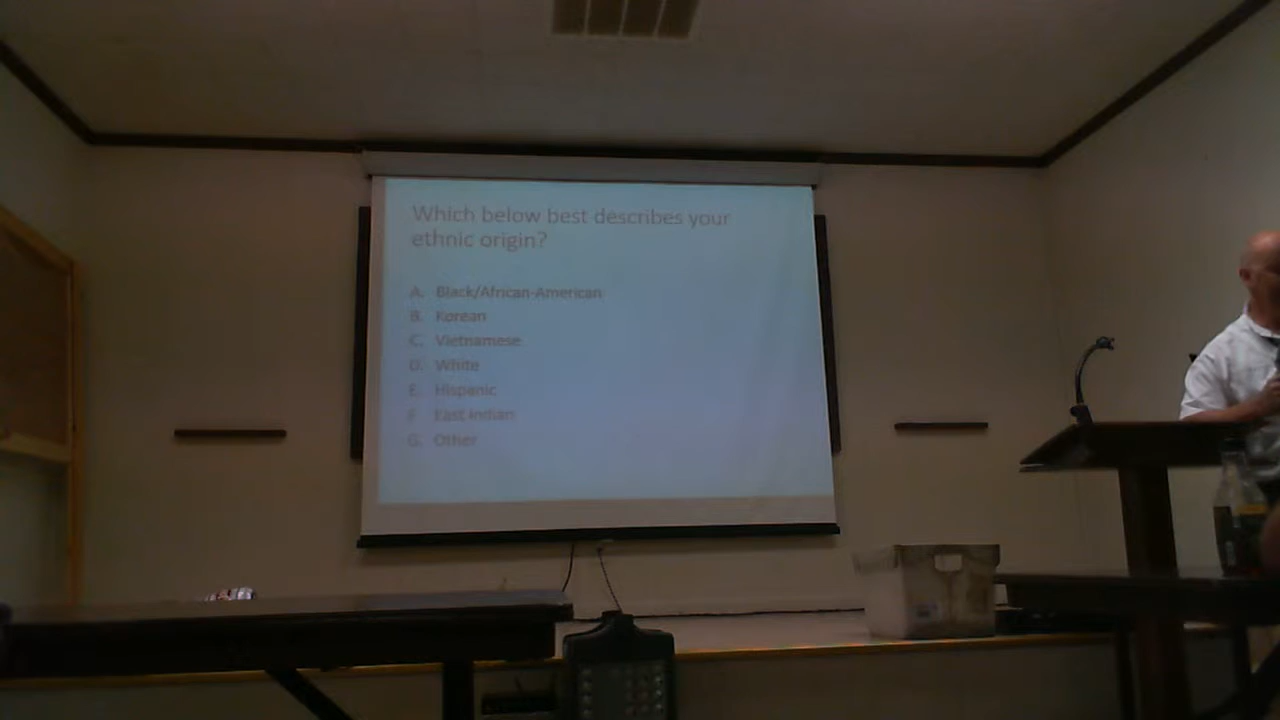 Which below best describes your
ethnic origin?
A. Black/African-American
B. Korean
C. Vietnamese
D. White
E. Hispanic
F. East Indian
G. Other